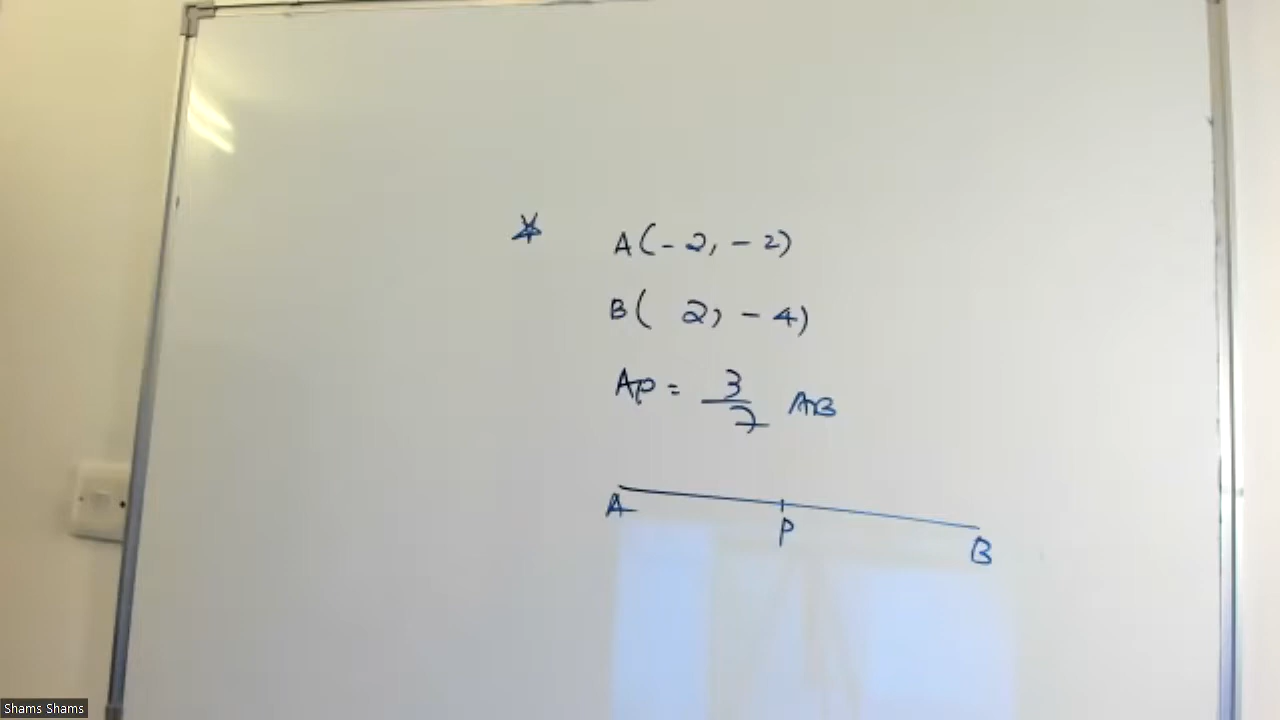 * A(-2, -2)
B( 2, -4)
AP = 3/7 AB
A P B
Shams Shams